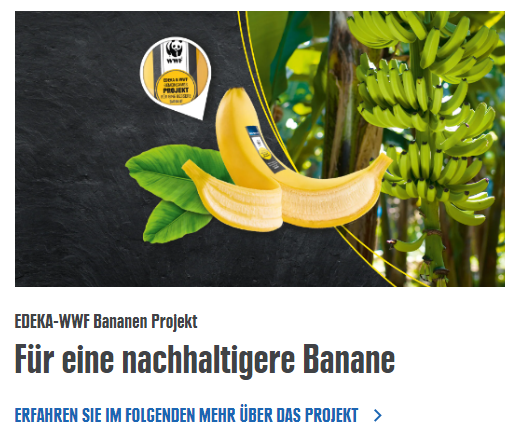 WWF
EDEKA & WWF
PROJEKT
EDEKA-WWF Bananen Projekt
Für eine nachhaltigere Banane
ERFAHREN SIE IM FOLGENDEN MEHR ÜBER DAS PROJEKT